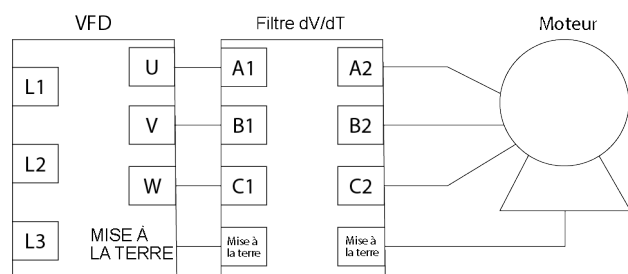 VFD
Filtre dV/dT
Moteur
L1
L2
L3
U
V
W
MISE À
LA TERRE
A1
B1
C1
Mise à
la terre
A2
B2
C2
Mise à
la terre